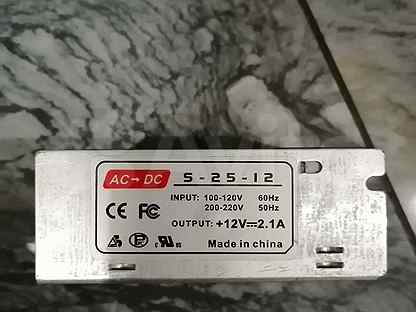 AC→DC S-25-12
INPUT: 100-120V 60Hz
200-220V 50Hz
CE FC
OUTPUT: +12V⎓2.1A
Made in china